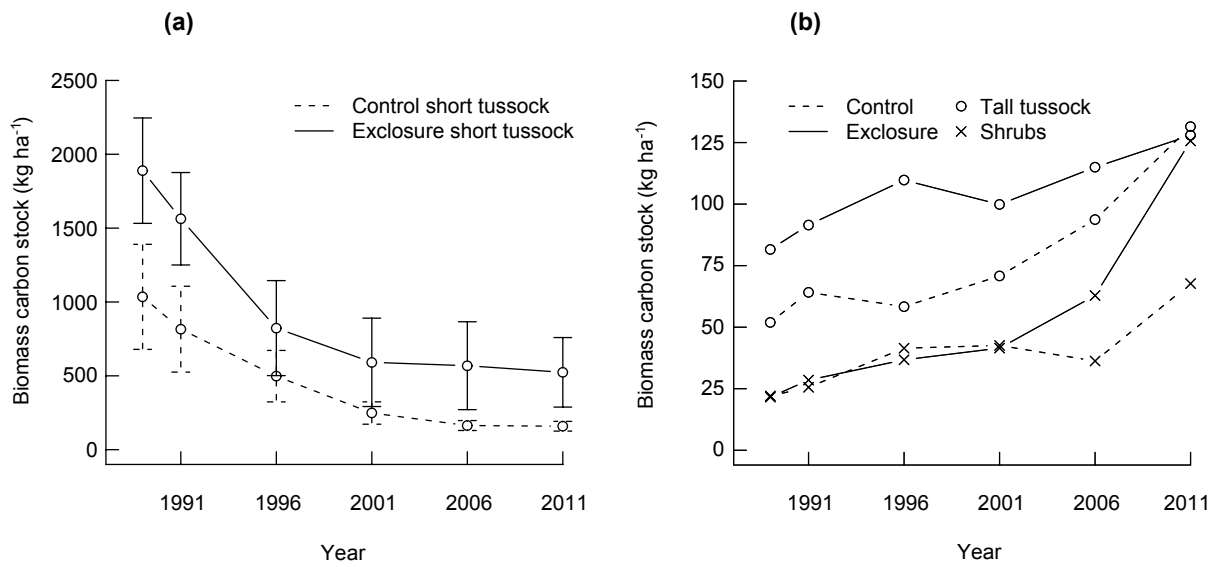 (a)
Biomass carbon stock (kg ha⁻¹)
2500
2000
1500
1000
500
0
Control short tussock
Exclosure short tussock
1991 1996 2001 2006 2011
Year
(b)
Biomass carbon stock (kg ha⁻¹)
150
125
100
75
50
25
0
Control Tall tussock
Exclosure Shrubs
1991 1996 2001 2006 2011
Year